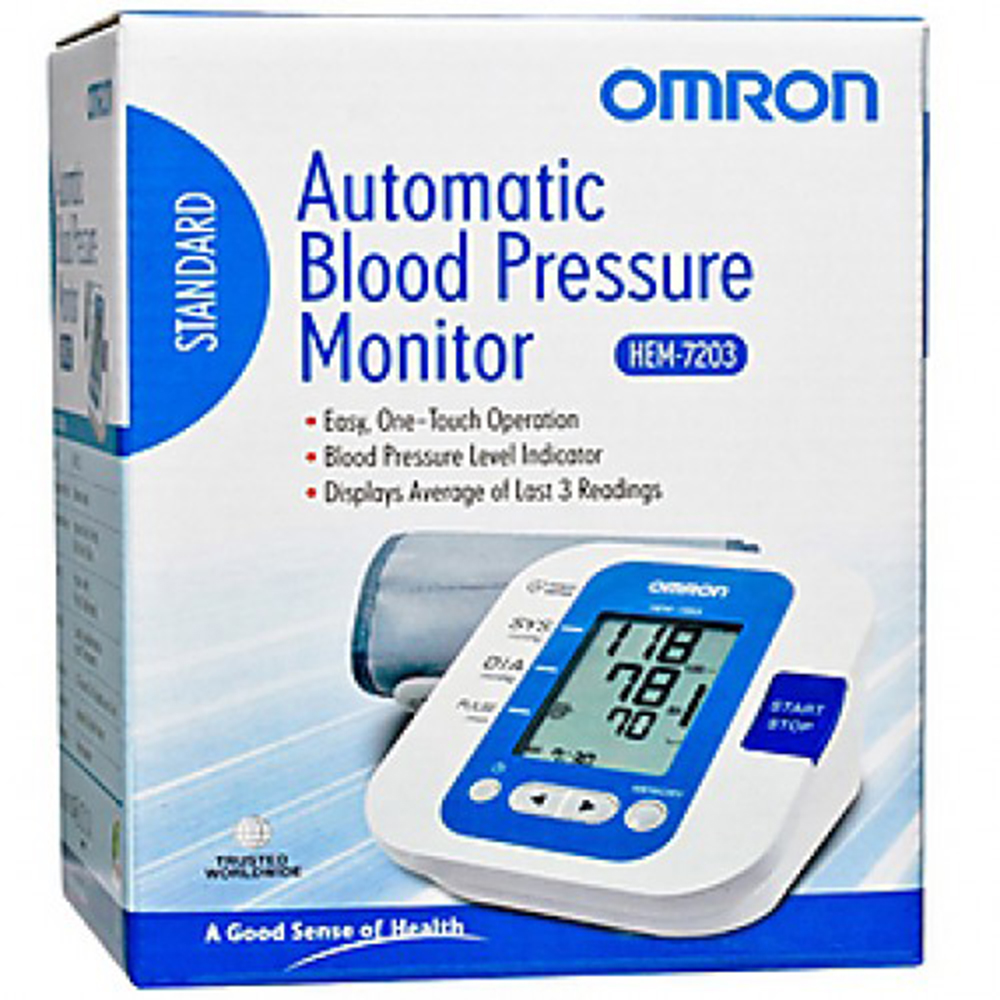 OMRON
STANDARD
Automatic
Blood Pressure
Monitor
HEM-7203
• Easy, One-Touch Operation
• Blood Pressure Level Indicator
• Displays Average of Last 3 Readings
OMRON
SYS
118
DIA
78
PULSE
70
START
STOP
MEMORY
TRUSTED
WORLDWIDE
A Good Sense of Health